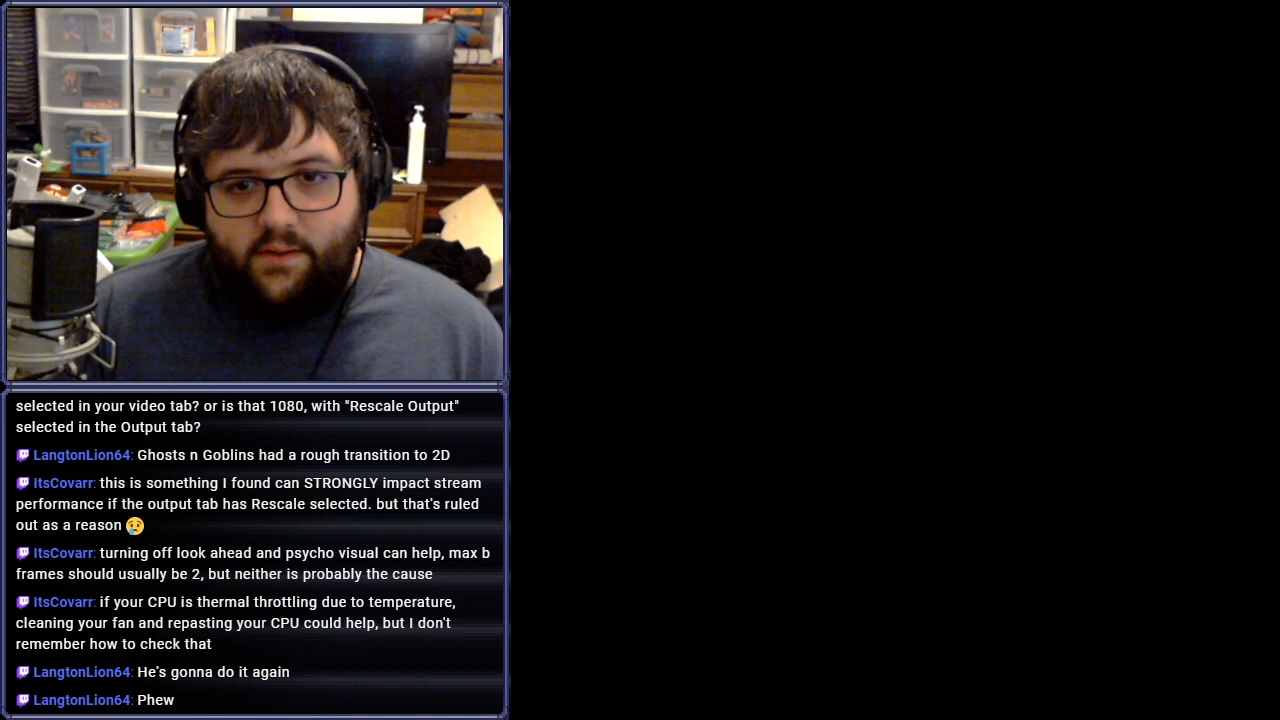 selected in your video tab? or is that 1080, with "Rescale Output"
selected in the Output tab?
LangtonLion64: Ghosts n Goblins had a rough transition to 2D
ItsCovarr: this is something I found can STRONGLY impact stream
performance if the output tab has Rescale selected. but that's ruled
out as a reason 😢
ItsCovarr: turning off look ahead and psycho visual can help, max b
frames should usually be 2, but neither is probably the cause
ItsCovarr: if your CPU is thermal throttling due to temperature,
cleaning your fan and repasting your CPU could help, but I don't
remember how to check that
LangtonLion64: He's gonna do it again
LangtonLion64: Phew